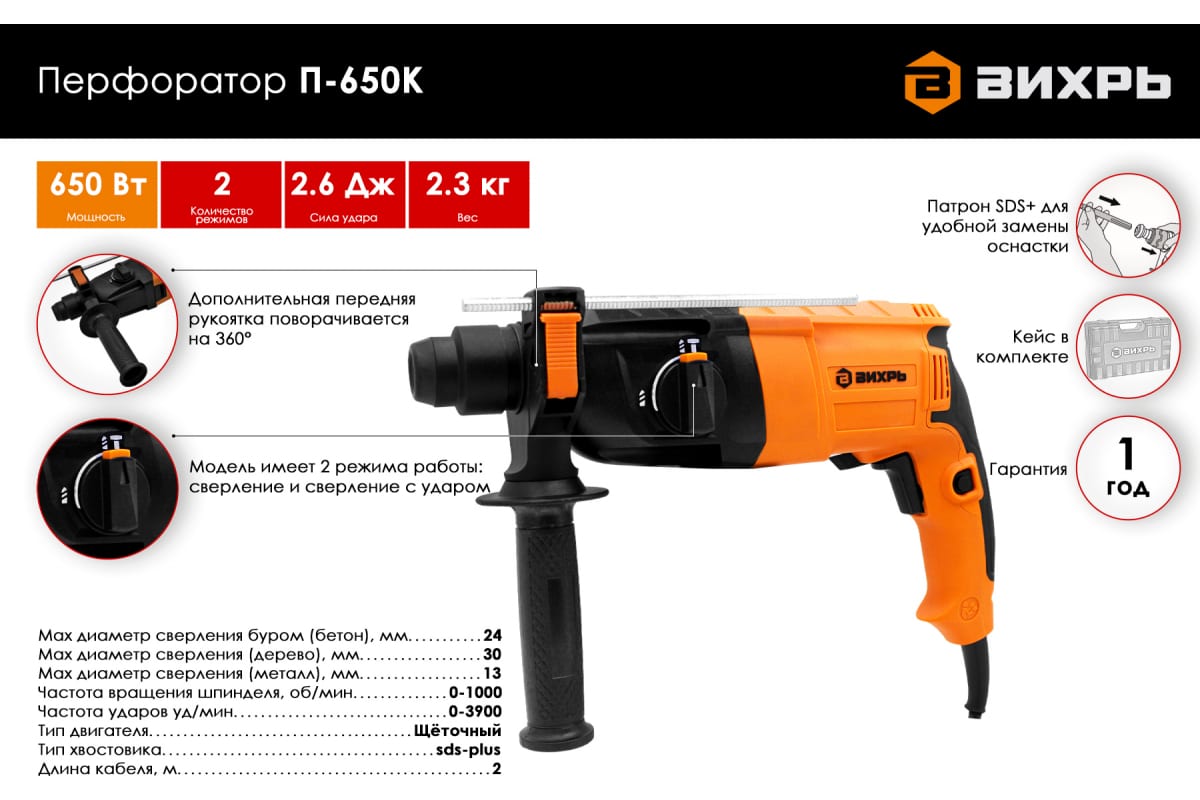 Перфоратор П-650К
ВИХРЬ
650 Вт
Мощность
2
Количество
режимов
2.6 Дж
Сила удара
2.3 кг
Вес
Патрон SDS+ для
удобной замены
оснастки
Дополнительная передняя
рукоятка поворачивается
на 360°
Кейс в
комплекте
ВИХРЬ
ВИХРЬ
Модель имеет 2 режима работы:
сверление и сверление с ударом
Гарантия
1
год
Max диаметр сверления буром (бетон), мм...........24
Max диаметр сверления (дерево), мм..................30
Max диаметр сверления (металл), мм..................13
Частота вращения шпинделя, об/мин..............0-1000
Частота ударов уд/мин................................0-3900
Тип двигателя........................................Щёточный
Тип хвостовика.........................................sds-plus
Длина кабеля, м..............................................2